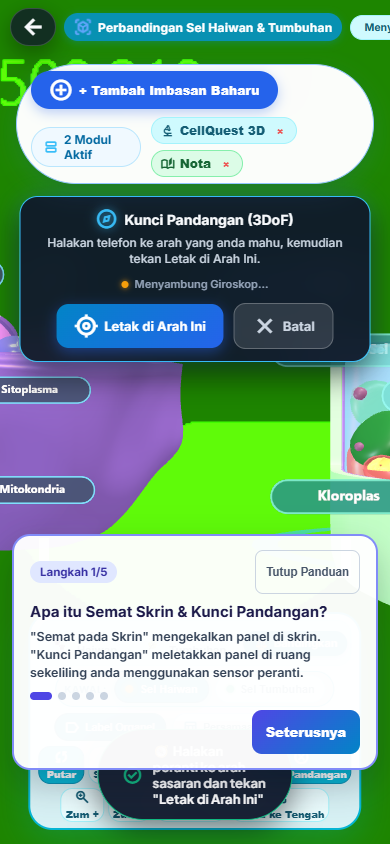 Perbandingan Sel Haiwan & Tumbuhan
+ Tambah Imbasan Baharu
2 Modul
Aktif
CellQuest 3D ×
Nota ×
Kunci Pandangan (3DoF)
Halakan telefon ke arah yang anda mahu, kemudian
tekan Letak di Arah Ini.
Menyambung Giroskop...
Letak di Arah Ini
Batal
Sitoplasma
Mitokondria
Kloroplas
Langkah 1/5
Tutup Panduan
Apa itu Semat Skrin & Kunci Pandangan?
"Semat pada Skrin" mengekalkan panel di skrin.
"Kunci Pandangan" meletakkan panel di ruang
sekeliling anda menggunakan sensor peranti.
Seterusnya
Halakan
peranti ke arah
sasaran dan tekan
"Letak di Arah Ini"
Putar
Pandangan
Zum +
ke Tengah